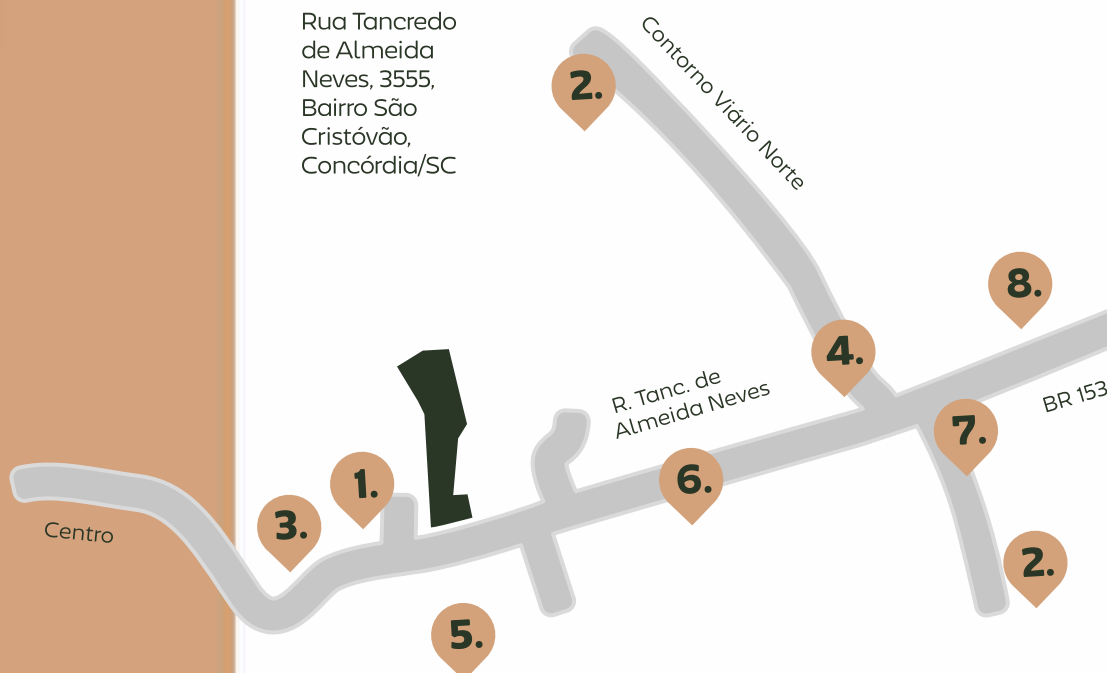 Rua Tancredo
de Almeida
Neves, 3555,
Bairro São
Cristóvão,
Concórdia/SC
Contorno Viário Norte
2.
8.
4.
R. Tanc. de
Almeida Neves
BR 153
7.
6.
1.
3.
Centro
2.
5.